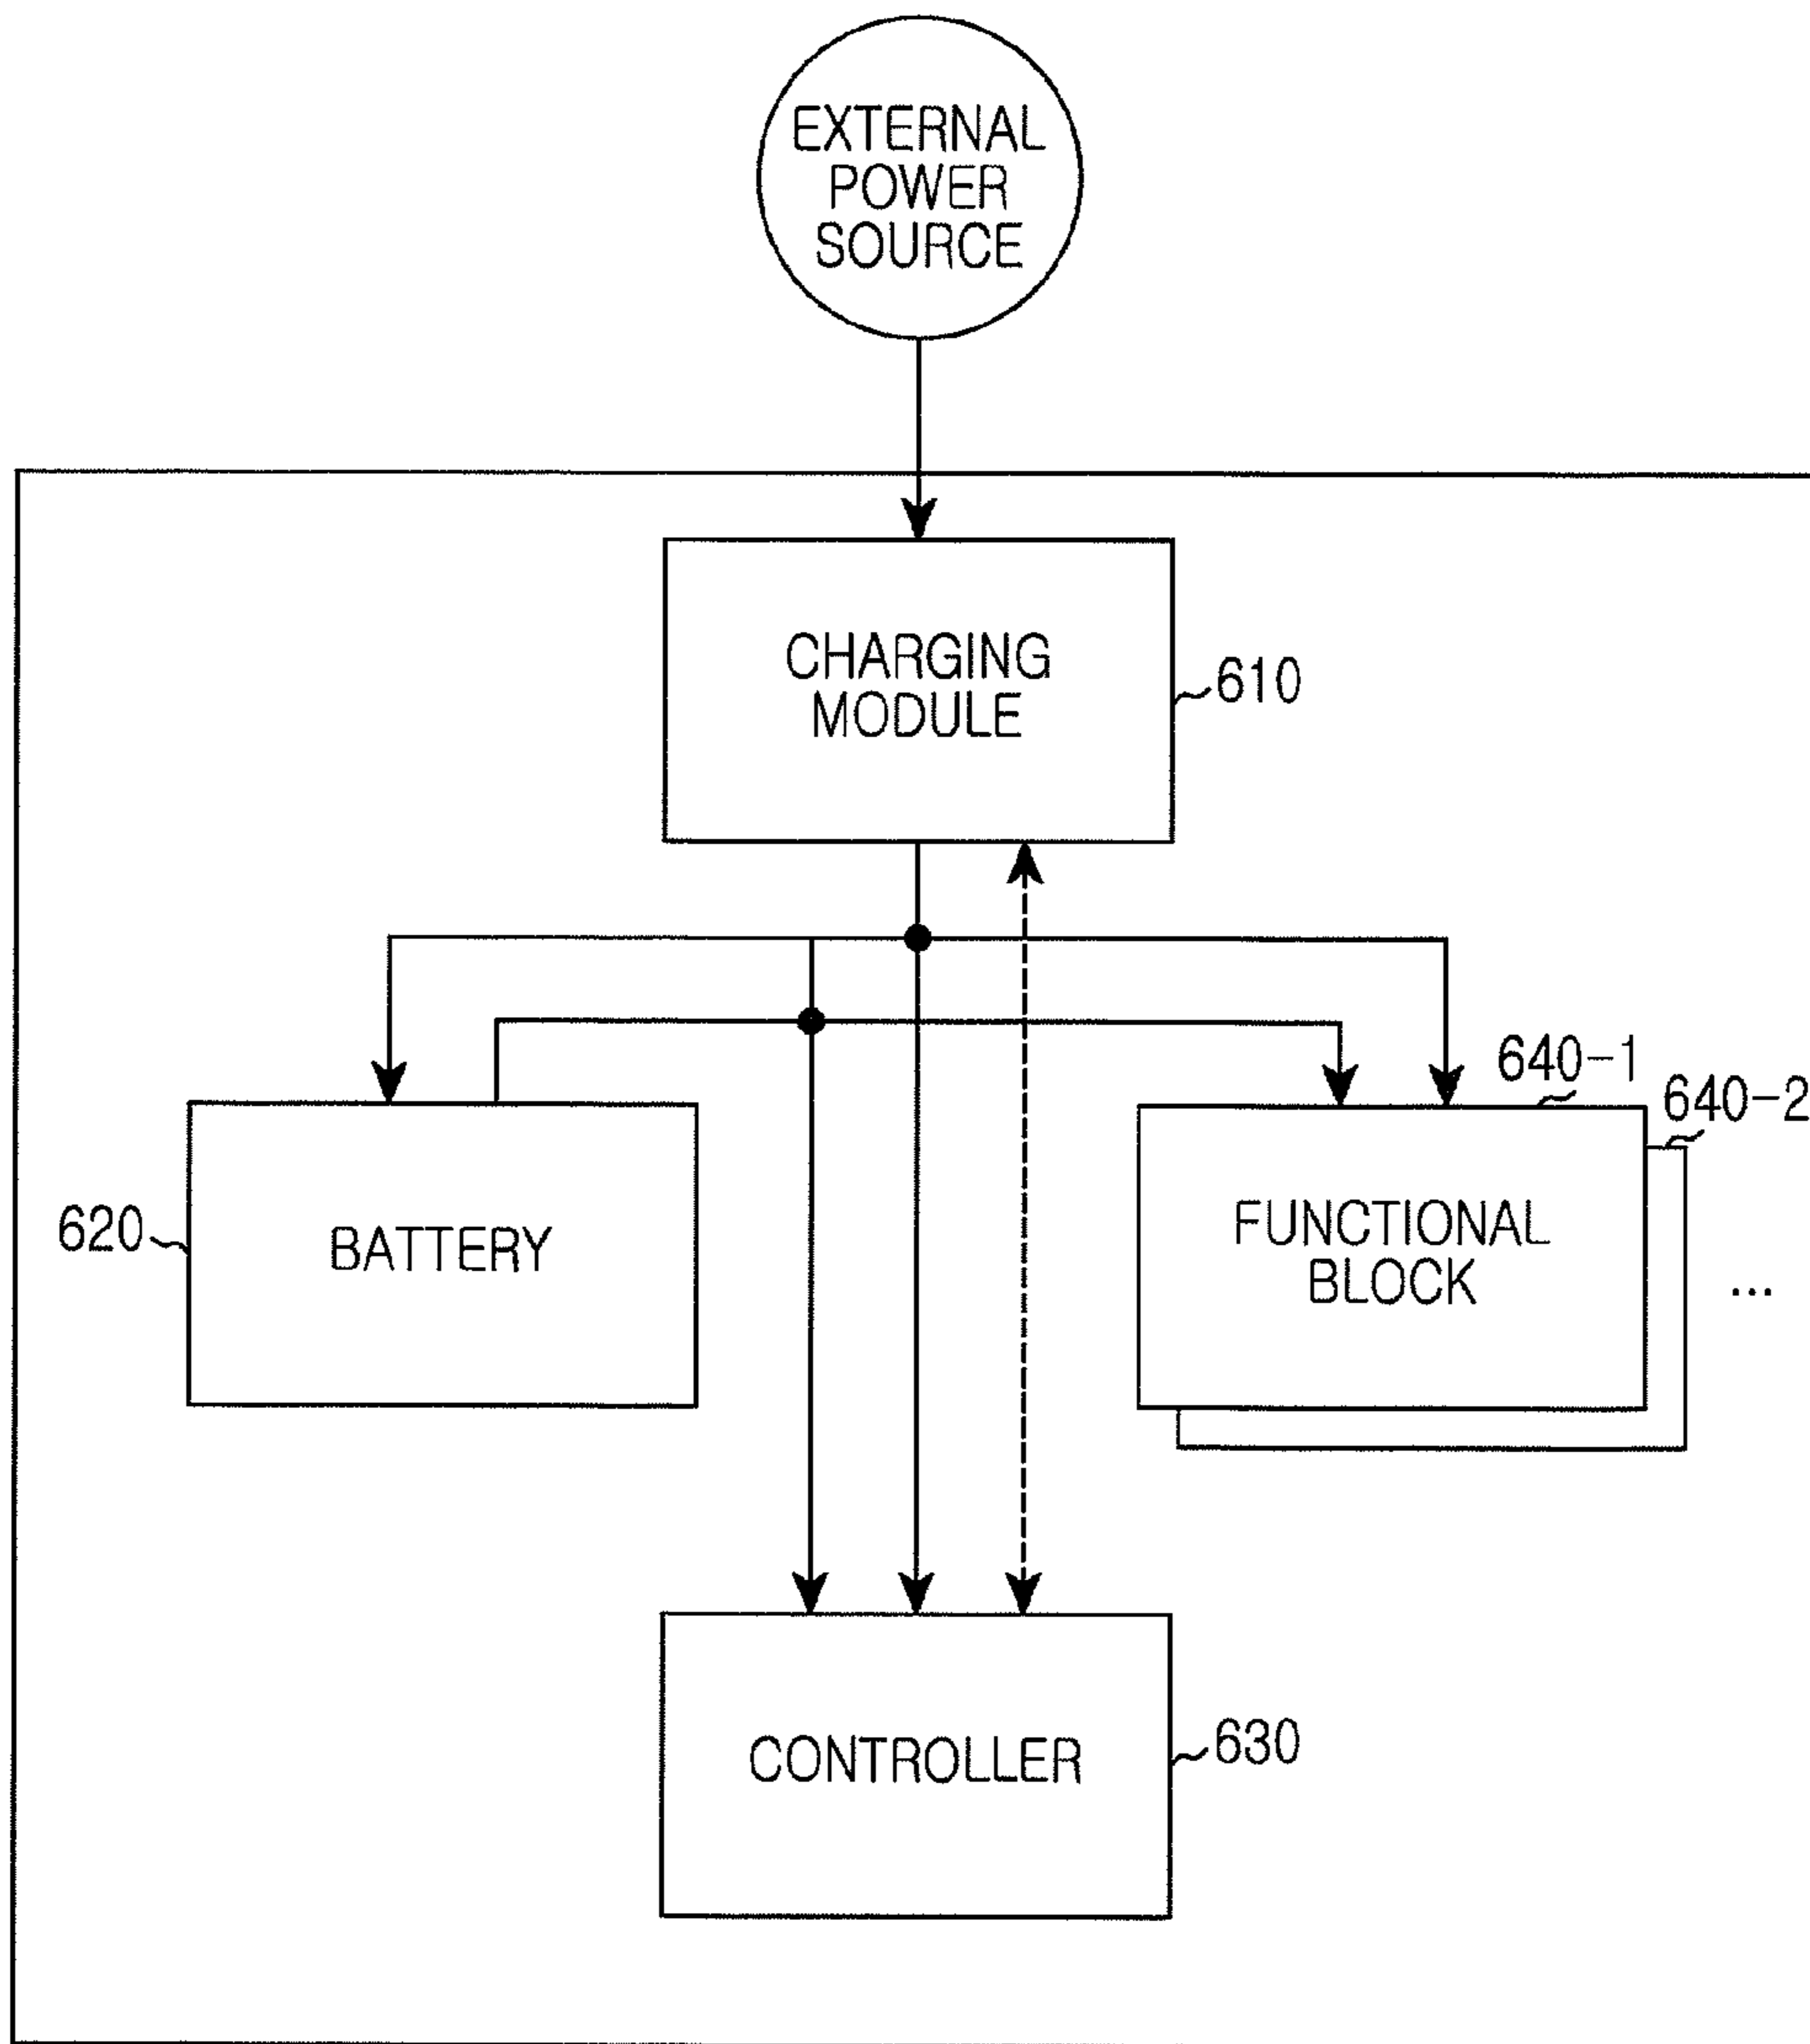 EXTERNAL
POWER
SOURCE
CHARGING
MODULE
610
640-1
640-2
620
BATTERY
FUNCTIONAL
BLOCK
...
CONTROLLER
630